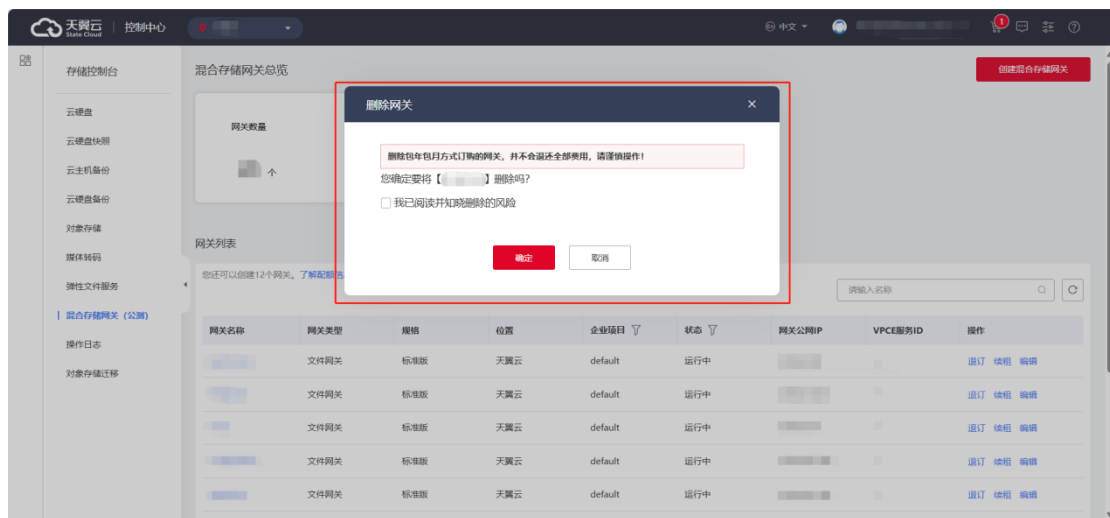 天翼云 State Cloud 控制中心 中文 1
存储控制台
云硬盘
云硬盘快照
云主机备份
云硬盘备份
对象存储
媒体转码
弹性文件服务
混合存储网关（公测）
操作日志
对象存储迁移
混合存储网关总览 创建混合存储网关
网关数量
个
删除网关
删除包年包月方式订购的网关，并不会退还全部费用，请谨慎操作！
您确定要将【 】删除吗？
我已阅读并知晓删除的风险
确定 取消
网关列表
您还可以创建12个网关。了解配额信
请输入名称
网关名称 网关类型 规格 位置 企业项目 状态 网关公网IP VPCE服务ID 操作
文件网关 标准版 天翼云 default 运行中 退订 续租 编辑
文件网关 标准版 天翼云 default 运行中 退订 续租 编辑
文件网关 标准版 天翼云 default 运行中 退订 续租 编辑
文件网关 标准版 天翼云 default 运行中 退订 续租 编辑
文件网关 标准版 天翼云 default 运行中 退订 续租 编辑